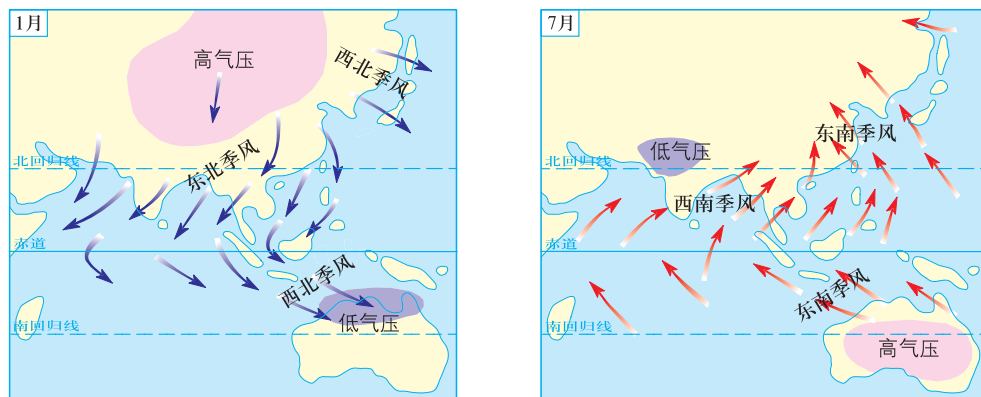 1月
高气压
西北季风
东北季风
北回归线
赤道
西北季风
南回归线
低气压
7月
东南季风
低气压
北回归线
西南季风
赤道
东南季风
南回归线
高气压